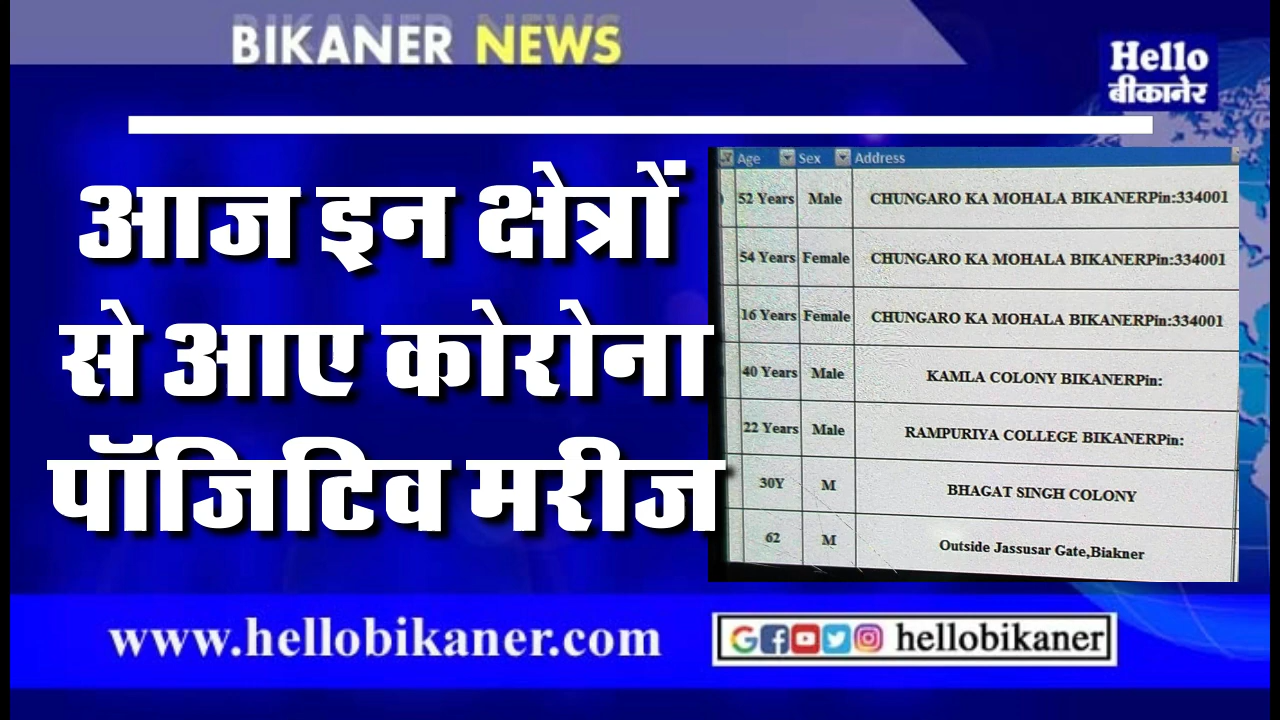 BIKANER NEWS
Hello
बीकानेर
आज इन क्षेत्रों
से आए कोरोना
पॉजिटिव मरीज
Age Sex Address
52 Years Male CHUNGARO KA MOHALA BIKANERPin:334001
54 Years Female CHUNGARO KA MOHALA BIKANERPin:334001
16 Years Female CHUNGARO KA MOHALA BIKANERPin:334001
40 Years Male KAMLA COLONY BIKANERPin:
22 Years Male RAMPURIYA COLLEGE BIKANERPin:
30Y M BHAGAT SINGH COLONY
62 M Outside Jassusar Gate,Biakner
www.hellobikaner.com
hellobikaner